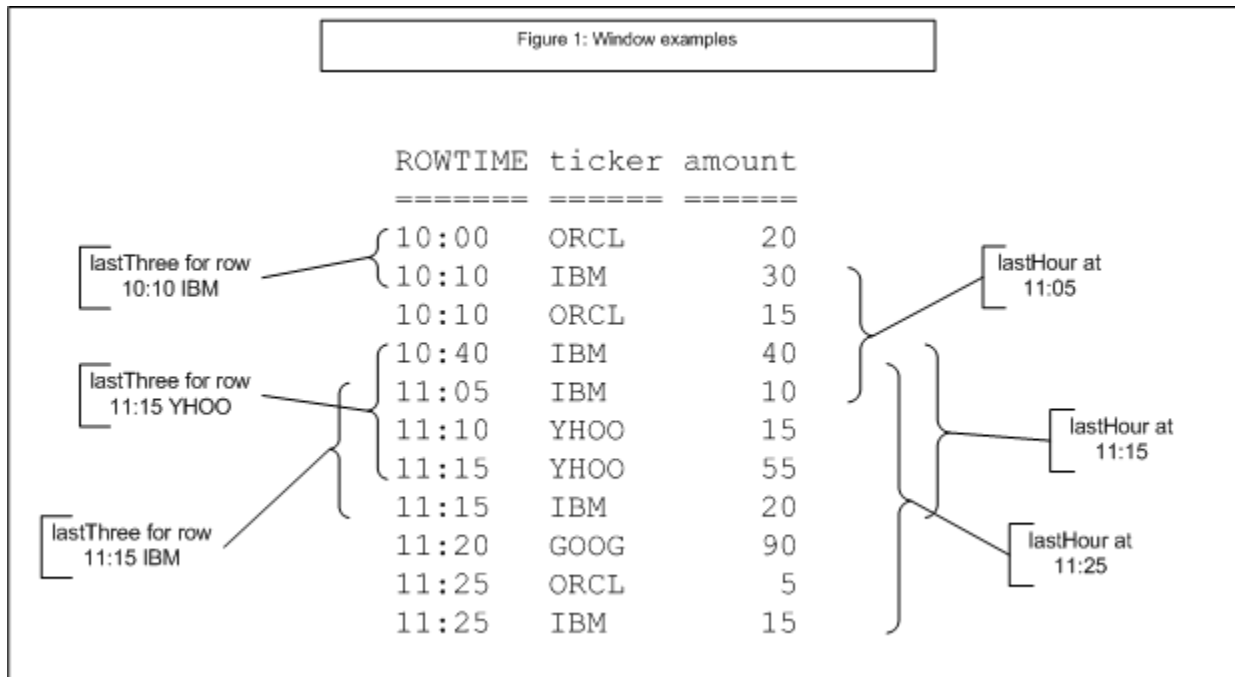 Figure 1: Window examples
ROWTIME ticker amount
======= ====== ======
10:00 ORCL 20
10:10 IBM 30
10:10 ORCL 15
10:40 IBM 40
11:05 IBM 10
11:10 YHOO 15
11:15 YHOO 55
11:15 IBM 20
11:20 GOOG 90
11:25 ORCL 5
11:25 IBM 15
lastThree for row
10:10 IBM
lastThree for row
11:15 YHOO
lastThree for row
11:15 IBM
lastHour at
11:05
lastHour at
11:15
lastHour at
11:25